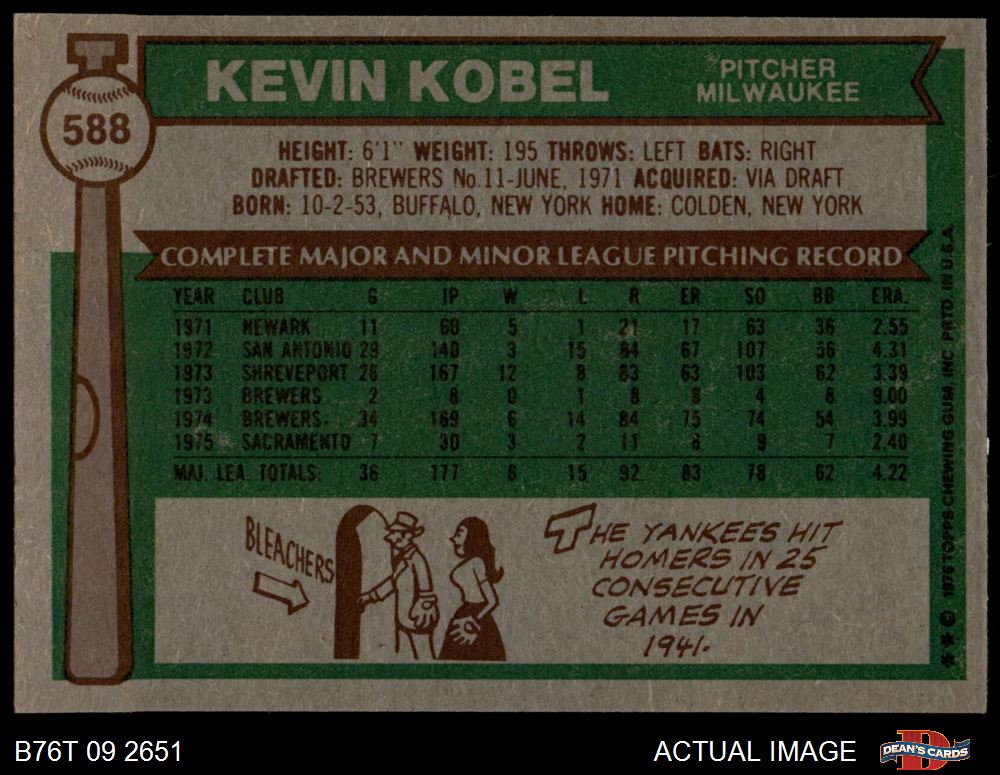 588
KEVIN KOBEL
PITCHER
MILWAUKEE
HEIGHT: 6'1" WEIGHT: 195 THROWS: LEFT BATS: RIGHT
DRAFTED: BREWERS No.11-JUNE, 1971 ACQUIRED: VIA DRAFT
BORN: 10-2-53, BUFFALO, NEW YORK HOME: COLDEN, NEW YORK
COMPLETE MAJOR AND MINOR LEAGUE PITCHING RECORD
YEAR CLUB G IP W L R ER SO BB ERA.
1971 NEWARK 11 60 5 1 21 17 63 36 2.55
1972 SAN ANTONIO 29 140 3 15 84 67 107 56 4.31
1973 SHREVEPORT 26 167 12 8 83 63 103 62 3.39
1973 BREWERS 2 8 0 1 8 8 4 8 9.00
1974 BREWERS. 34 169 6 14 84 75 74 54 3.99
1975 SACRAMENTO 7 30 3 2 11 8 9 7 2.40
MAJ. LEA. TOTALS: 36 177 6 15 92 83 78 62 4.22
BLEACHERS
THE YANKEES HIT
HOMERS IN 25
CONSECUTIVE
GAMES IN
1941.
** © 1976 TOPPS CHEWING GUM, INC. PRTD. IN U.S.A.
B76T 09 2651
ACTUAL IMAGE
D
DEAN'S CARDS